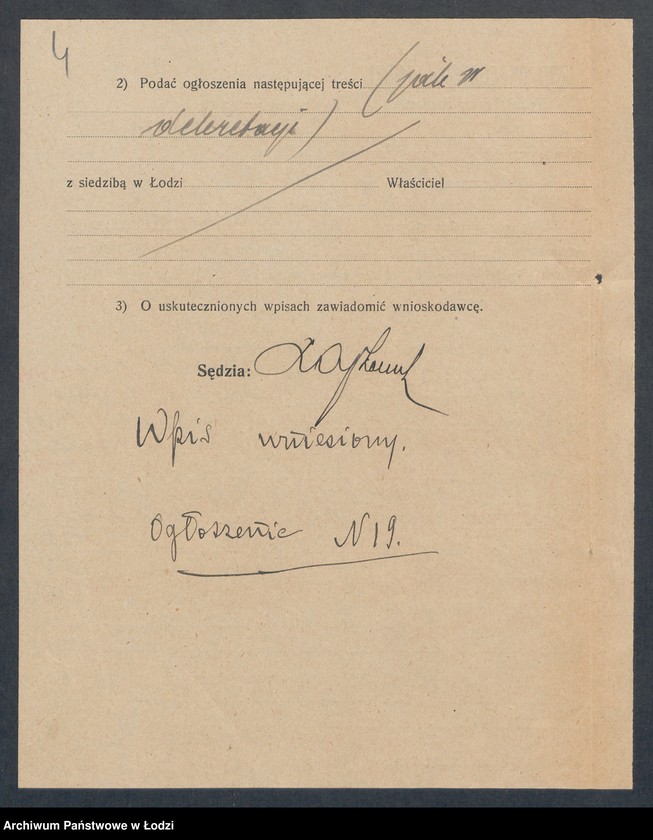 4
2) Podać ogłoszenia następującej treści (jak w
dekretacji)
z siedzibą w Łodzi Właściciel
3) O uskutecznionych wpisach zawiadomić wnioskodawcę.
Sędzia:
Wpis wniesiony.
Ogłoszenie N 19.
Archiwum Państwowe w Łodzi